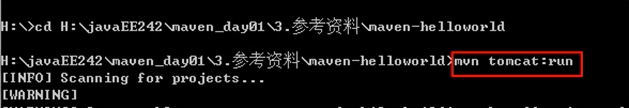 H:\>cd H:\javaEE242\maven_day01\3.参考资料\maven-helloworld
H:\javaEE242\maven_day01\3.参考资料\maven-helloworld>mvn tomcat:run
[INFO] Scanning for projects...
[WARNING]